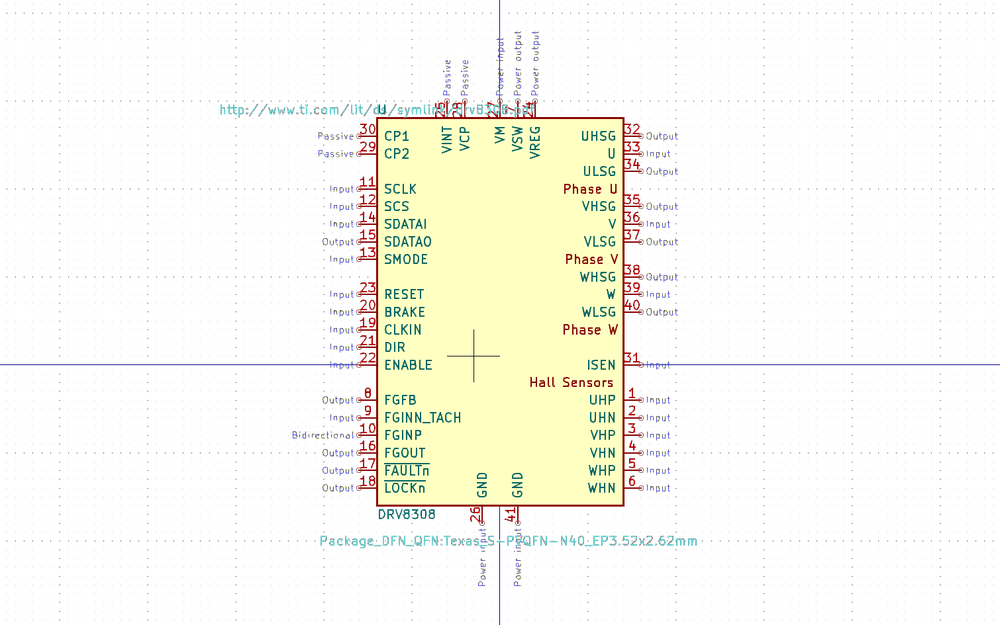 Passive Passive Power input Power output Power output
http://www.ti.com/lit/ds/symlink/drv8308.pdf
U
25 28 27 7 24
VINT VCP VM VSW VREG
Passive 30 CP1 UHSG 32 Output
Passive 29 CP2 U 33 Input
ULSG 34 Output
Input 11 SCLK Phase U
Input 12 SCS VHSG 35 Output
Input 14 SDATAI V 36 Input
Output 15 SDATAO VLSG 37 Output
Input 13 SMODE Phase V
WHSG 38 Output
Input 23 RESET W 39 Input
Input 20 BRAKE WLSG 40 Output
Input 19 CLKIN Phase W
Input 21 DIR
Input 22 ENABLE ISEN 31 Input
Hall Sensors
Output 8 FGFB UHP 1 Input
Input 9 FGINN_TACH UHN 2 Input
Bidirectional 10 FGINP VHP 3 Input
Output 16 FGOUT VHN 4 Input
Output 17 FAULTn WHP 5 Input
Output 18 LOCKn WHN 6 Input
GND GND
26 41
DRV8308
Package_DFN_QFN:Texas_S-PVQFN-N40_EP3.52x2.62mm
Power input Power input